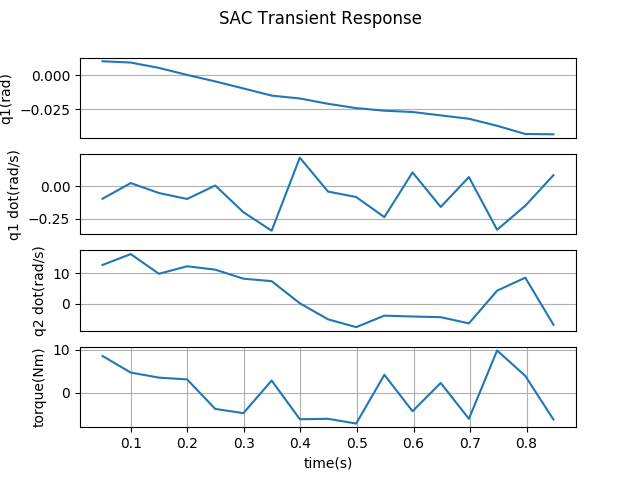 SAC Transient Response
q1(rad)
0.000
−0.025
q1 dot(rad/s)
0.00
−0.25
q2 dot(rad/s)
10
0
torque(Nm)
10
0
0.1 0.2 0.3 0.4 0.5 0.6 0.7 0.8
time(s)